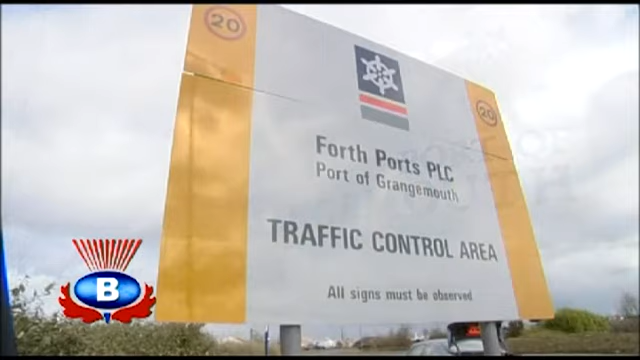 20
20
Forth Ports PLC
Port of Grangemouth
TRAFFIC CONTROL AREA
All signs must be observed
B